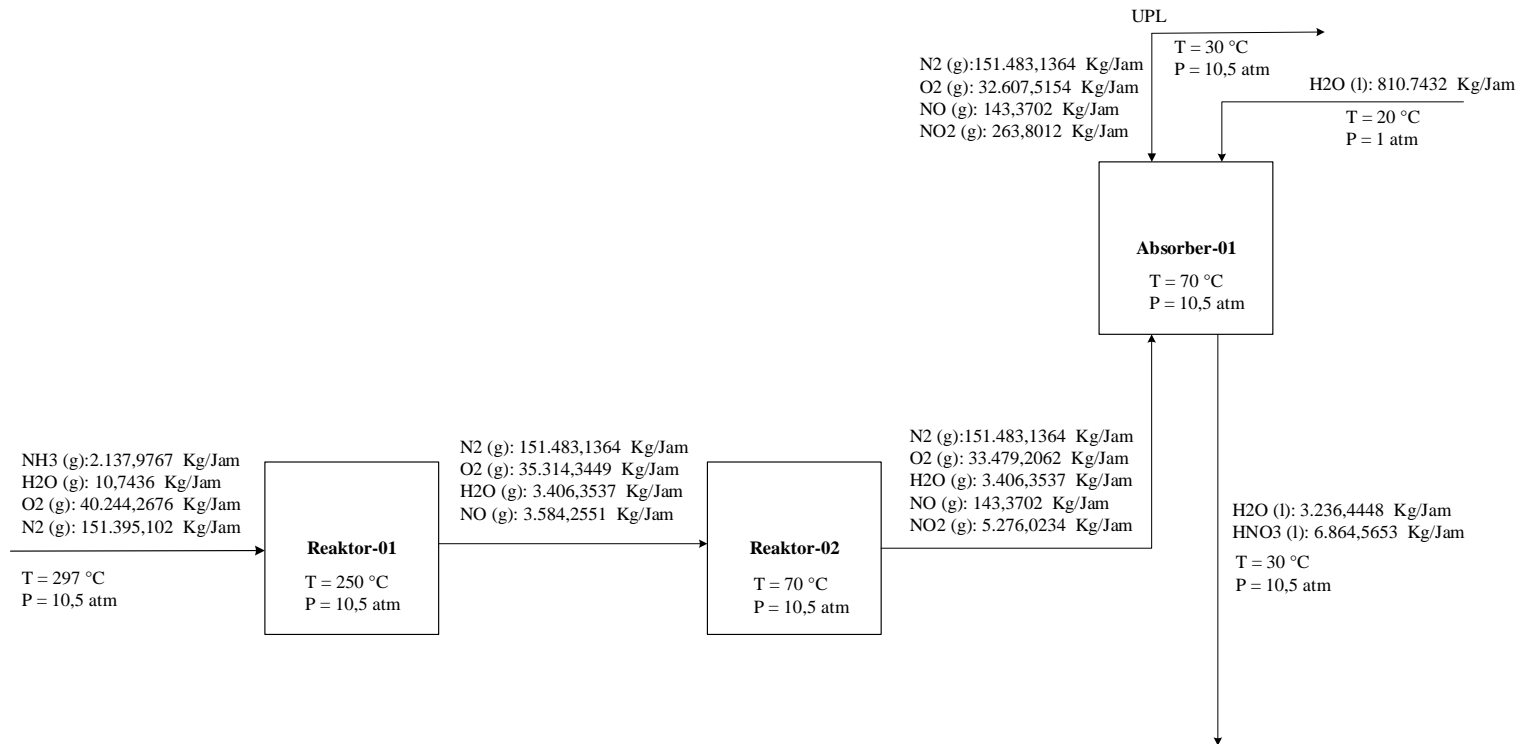 UPL
T = 30 °C
P = 10,5 atm
N2 (g):151.483,1364 Kg/Jam
O2 (g): 32.607,5154 Kg/Jam
NO (g): 143,3702 Kg/Jam
NO2 (g): 263,8012 Kg/Jam
H2O (l): 810.7432 Kg/Jam
T = 20 °C
P = 1 atm
Absorber-01
T = 70 °C
P = 10,5 atm
NH3 (g):2.137,9767 Kg/Jam
H2O (g): 10,7436 Kg/Jam
O2 (g): 40.244,2676 Kg/Jam
N2 (g): 151.395,102 Kg/Jam
T = 297 °C
P = 10,5 atm
Reaktor-01
T = 250 °C
P = 10,5 atm
N2 (g): 151.483,1364 Kg/Jam
O2 (g): 35.314,3449 Kg/Jam
H2O (g): 3.406,3537 Kg/Jam
NO (g): 3.584,2551 Kg/Jam
Reaktor-02
T = 70 °C
P = 10,5 atm
N2 (g):151.483,1364 Kg/Jam
O2 (g): 33.479,2062 Kg/Jam
H2O (g): 3.406,3537 Kg/Jam
NO (g): 143,3702 Kg/Jam
NO2 (g): 5.276,0234 Kg/Jam
H2O (l): 3.236,4448 Kg/Jam
HNO3 (l): 6.864,5653 Kg/Jam
T = 30 °C
P = 10,5 atm